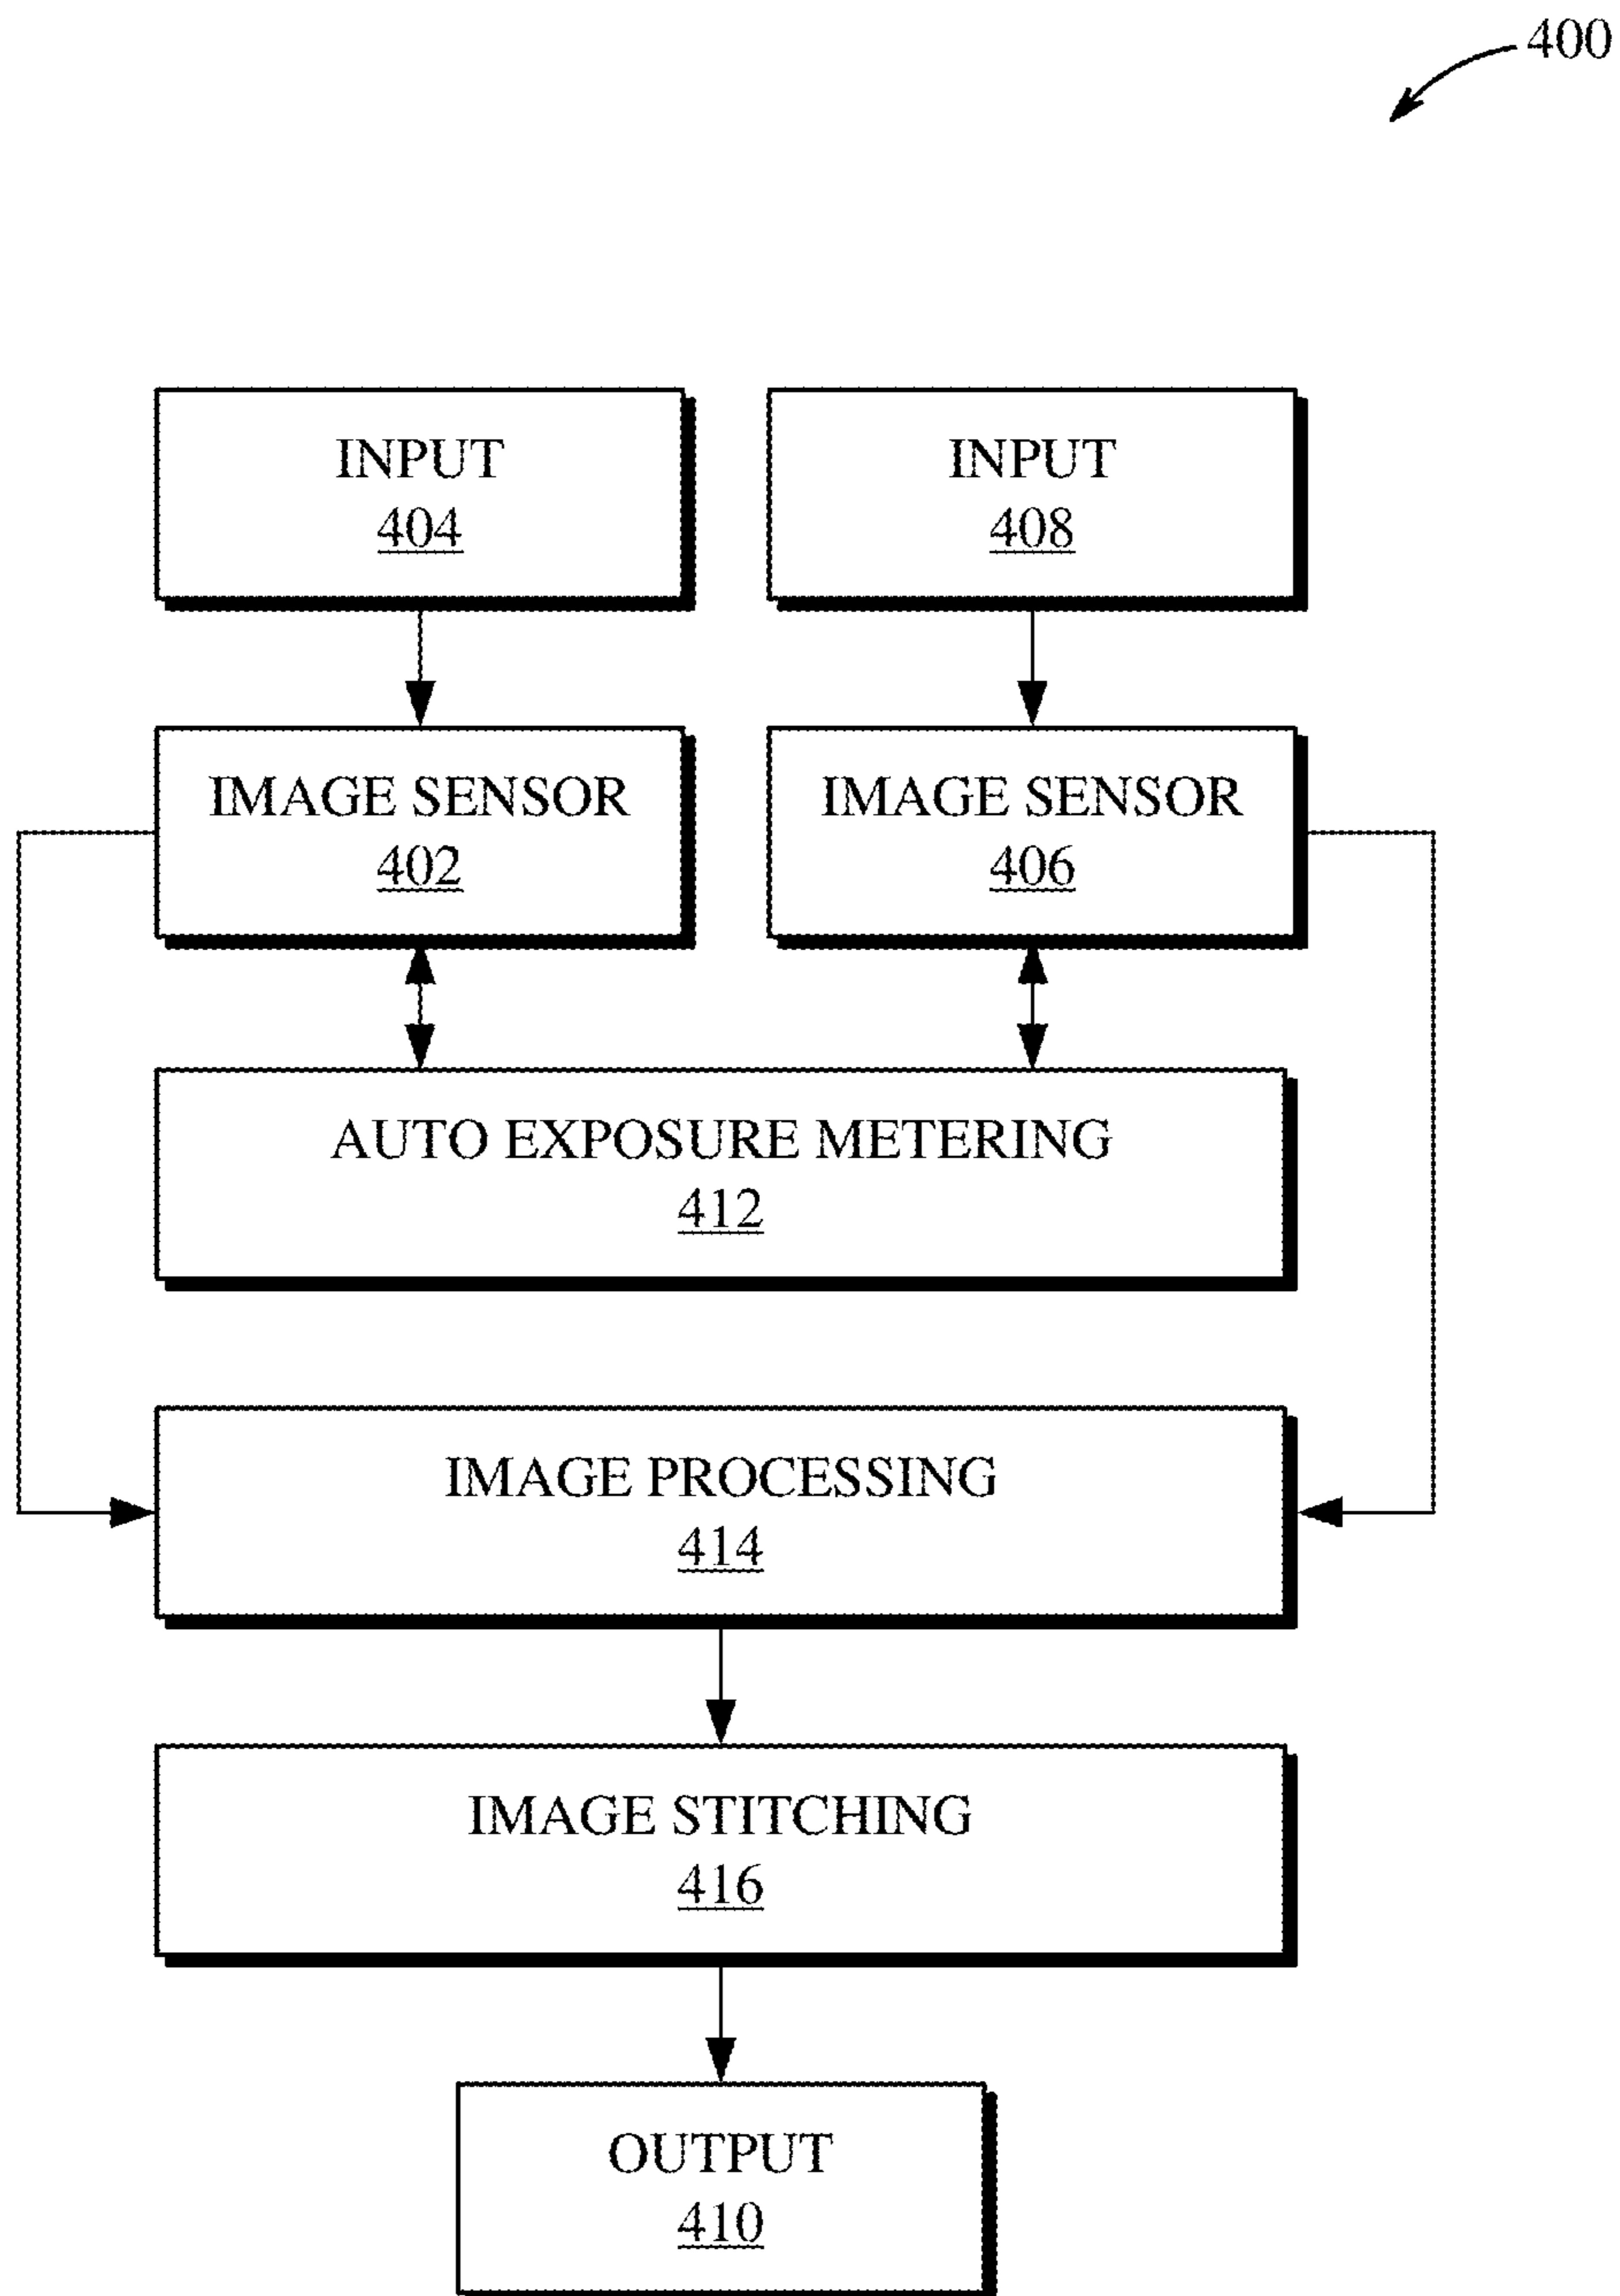 400
INPUT
404
INPUT
408
IMAGE SENSOR
402
IMAGE SENSOR
406
AUTO EXPOSURE METERING
412
IMAGE PROCESSING
414
IMAGE STITCHING
416
OUTPUT
410